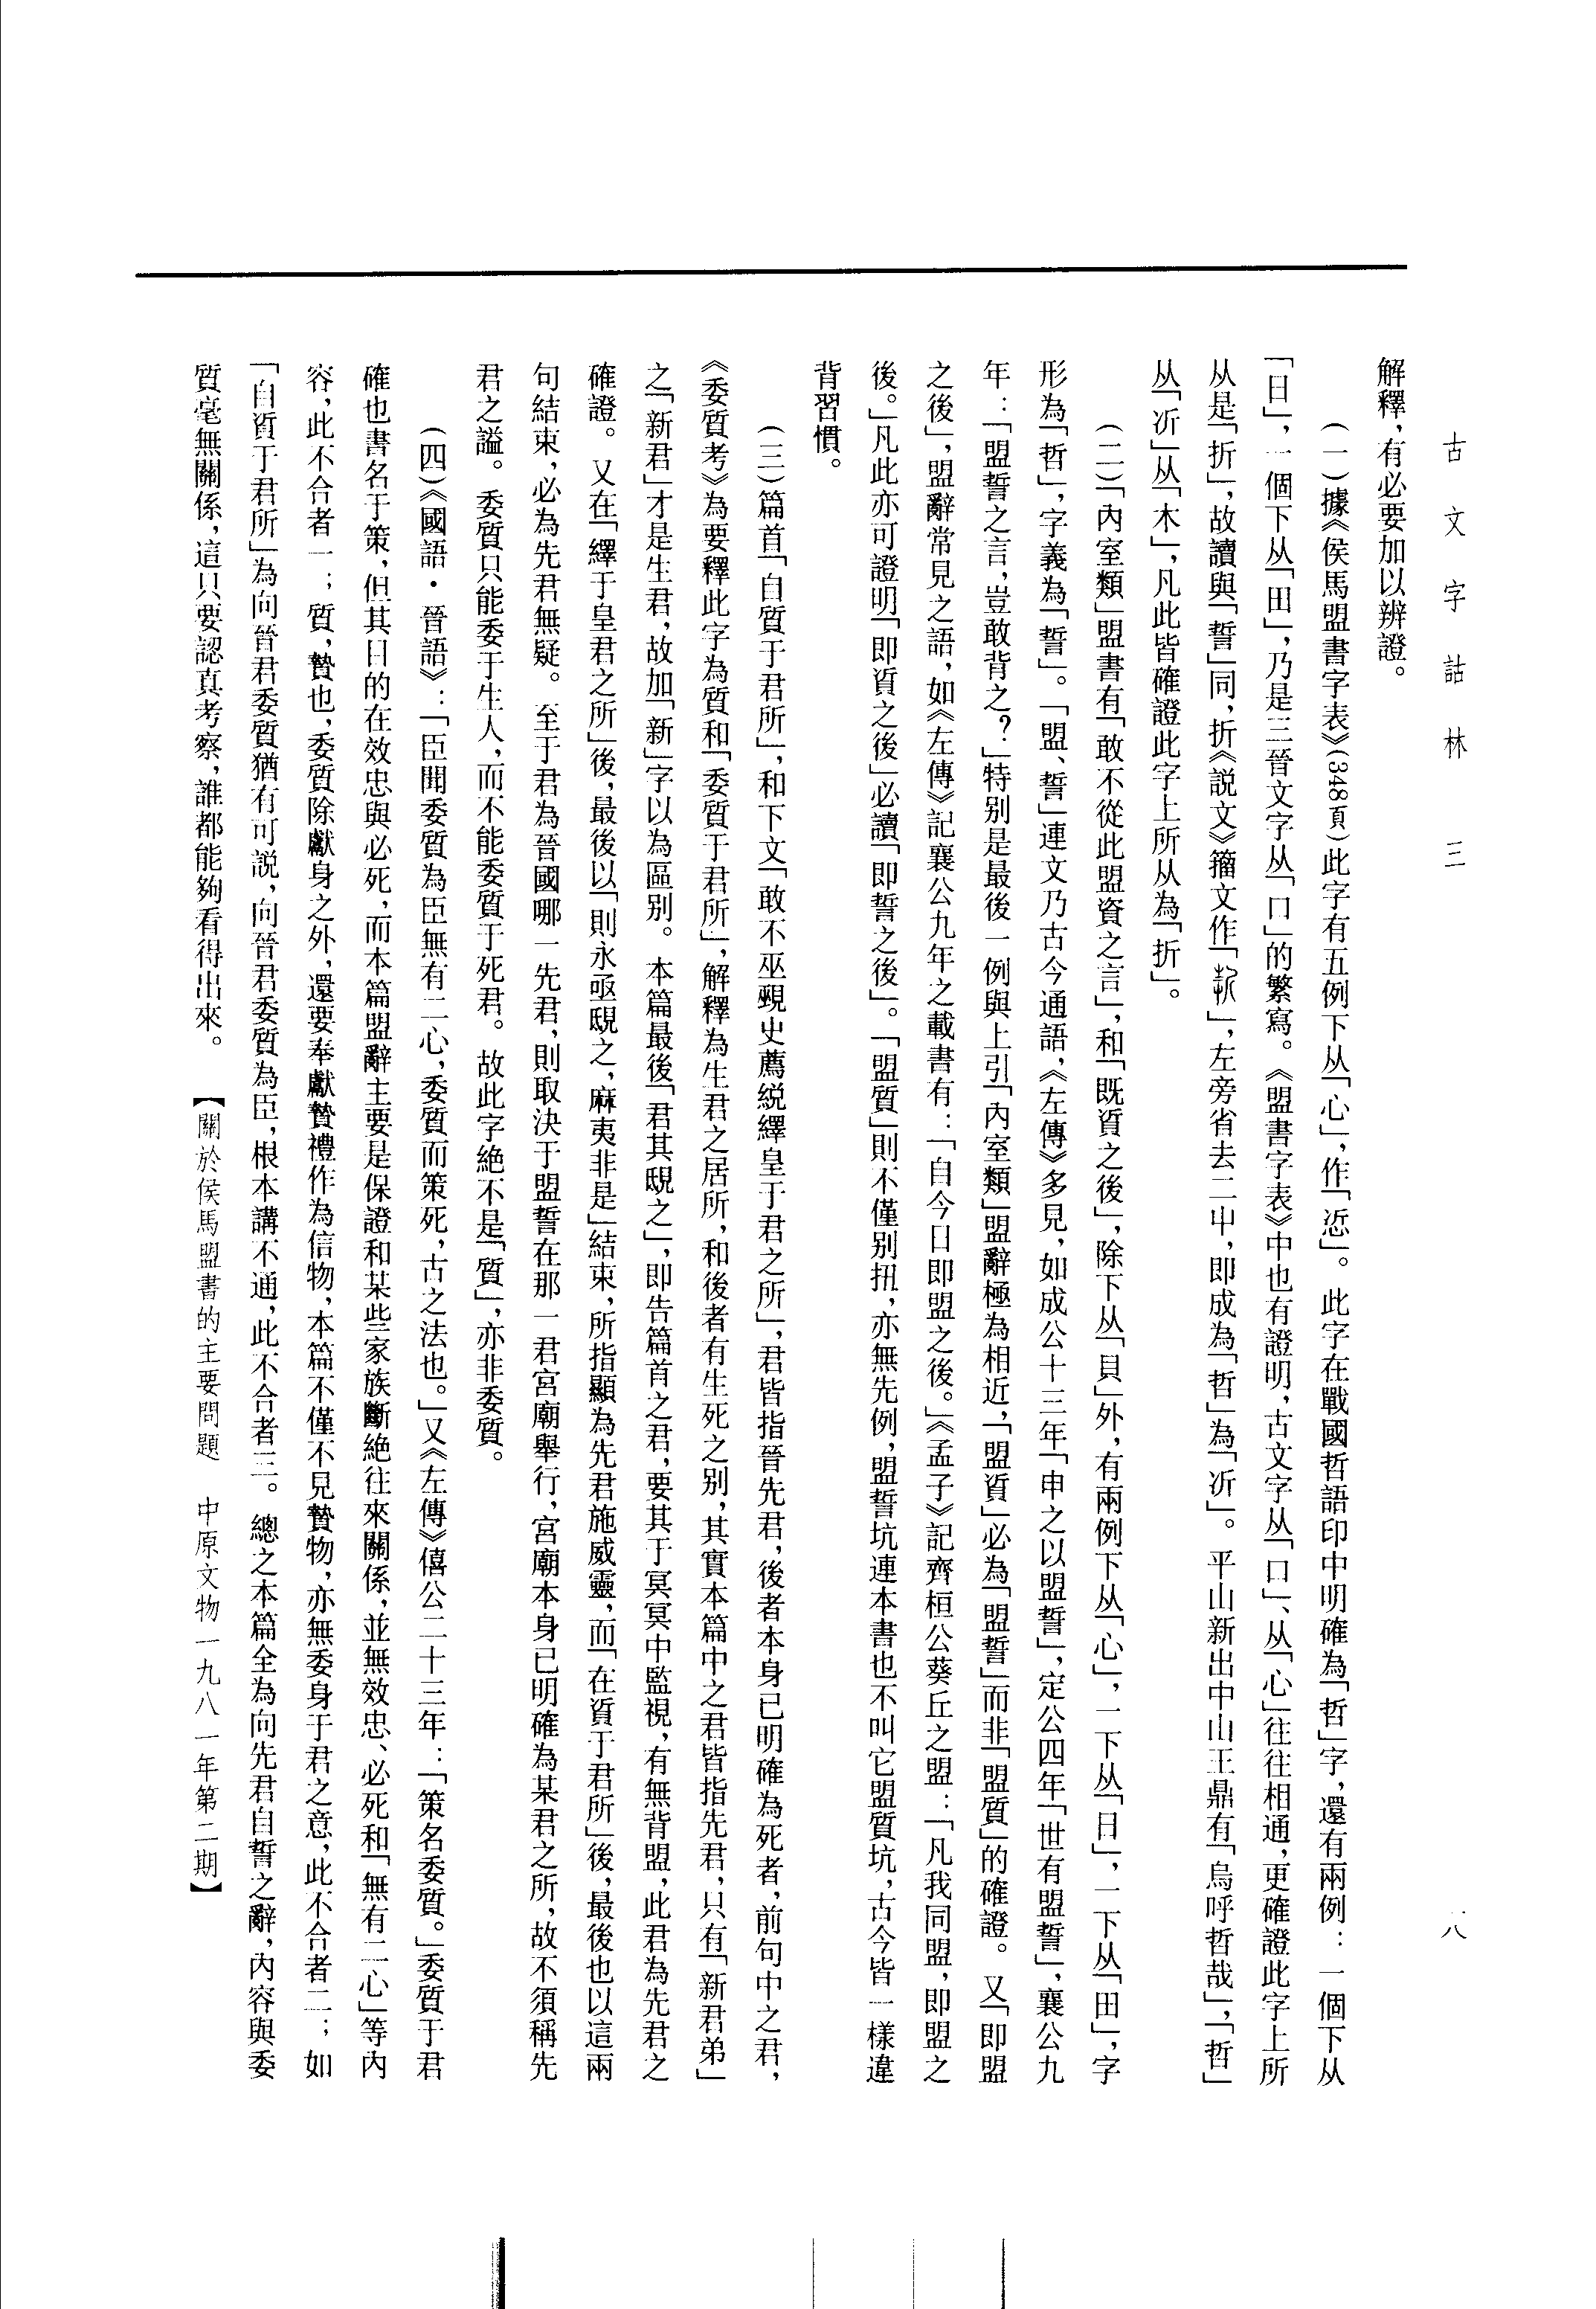 古文字詁林　三
八
解釋，有必要加以辨證。
（一）據《侯馬盟書字表》（348頁）此字有五例下从「心」，作「悊」。此字在戰國哲語印中明確為「哲」字，還有兩例：一個下从
「日」，一個下从「田」，乃是三晉文字从「口」的繁寫。《盟書字表》中也有證明，古文字从「口」、从「心」往往相通，更確證此字上所
从是「折」，故讀與「誓」同，折《說文》籀文作「」，左旁省去二屮，即成為「哲」為「斦」。平山新出中山王鼎有「烏呼哲哉」，「哲」
从「斦」从「木」，凡此皆確證此字上所从為「折」。
（二）「內室類」盟書有「敢不從此盟質之言」，和「既質之後」，除下从「貝」外，有兩例下从「心」，一下从「日」，一下从「田」，字
形為「哲」，字義為「誓」。「盟、誓」連文乃古今通語，《左傳》多見，如成公十三年「申之以盟誓」，定公四年「世有盟誓」，襄公九
年：「盟誓之言，豈敢背之？」特別是最後一例與上引「內室類」盟辭極為相近，「盟質」必為「盟誓」而非「盟質」的確證。又「即盟
之後」，盟辭常見之語，如《左傳》記襄公九年之載書有：「自今日即盟之後。」《孟子》記齊桓公葵丘之盟：「凡我同盟，即盟之
後。」凡此亦可證明「即質之後」必讀「即誓之後」。「盟質」則不僅别扭，亦無先例，盟誓坑連本書也不叫它盟質坑，古今皆一樣違
背習慣。
（三）篇首「自質于君所」，和下文「敢不巫覡史薦綐繹皇于君之所」，君皆指晉先君，後者本身已明確為死者，前句中之君，
《委質考》為要釋此字為質和「委質于君所」，解釋為生君之居所，和後者有生死之别，其實本篇中之君皆指先君，只有「新君弟」
之「新君」才是生君，故加「新」字以為區别。本篇最後「君其覞之」，即告篇首之君，要其于冥冥中監視，有無背盟，此君為先君之
確證。又在「繹于皇君之所」後，最後以「則永亟覞之，麻夷非是」結束，所指顯為先君施威靈，而「在質于君所」後，最後也以這兩
句結束，必為先君無疑。至于君為晉國哪一先君，則取決于盟誓在那一君宮廟舉行，宮廟本身已明確為某君之所，故不須稱先
君之謚。委質只能委于生人，而不能委質于死君。故此字絕不是「質」，亦非委質。
（四）《國語·晉語》：「臣聞委質為臣無有二心，委質而策死，古之法也。」又《左傳》僖公二十三年：「策名委質。」委質于君
確也書名于策，但其目的在效忠與必死，而本篇盟辭主要是保證和某些家族斷絕往來關係，並無效忠、必死和「無有二心」等內
容，此不合者一；質，贄也，委質除獻身之外，還要奉獻贄禮作為信物，本篇不僅不見贄物，亦無委身于君之意，此不合者二；如
「自質于君所」為向晉君委質猶有可說，向晉君委質為臣，根本講不通，此不合者三。總之本篇全為向先君自誓之辭，內容與委
質毫無關係，這只要認真考察，誰都能夠看得出來。　【關於侯馬盟書的主要問題　中原文物一九八一年第二期】